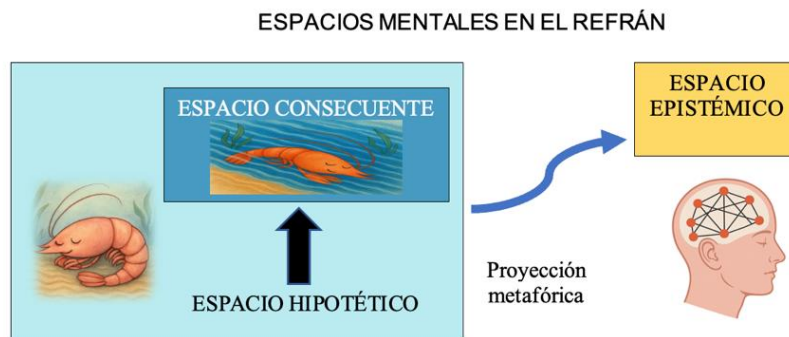 ESPACIOS MENTALES EN EL REFRÁN
ESPACIO CONSECUENTE
ESPACIO HIPOTÉTICO
Proyección
metafórica
ESPACIO
EPISTÉMICO